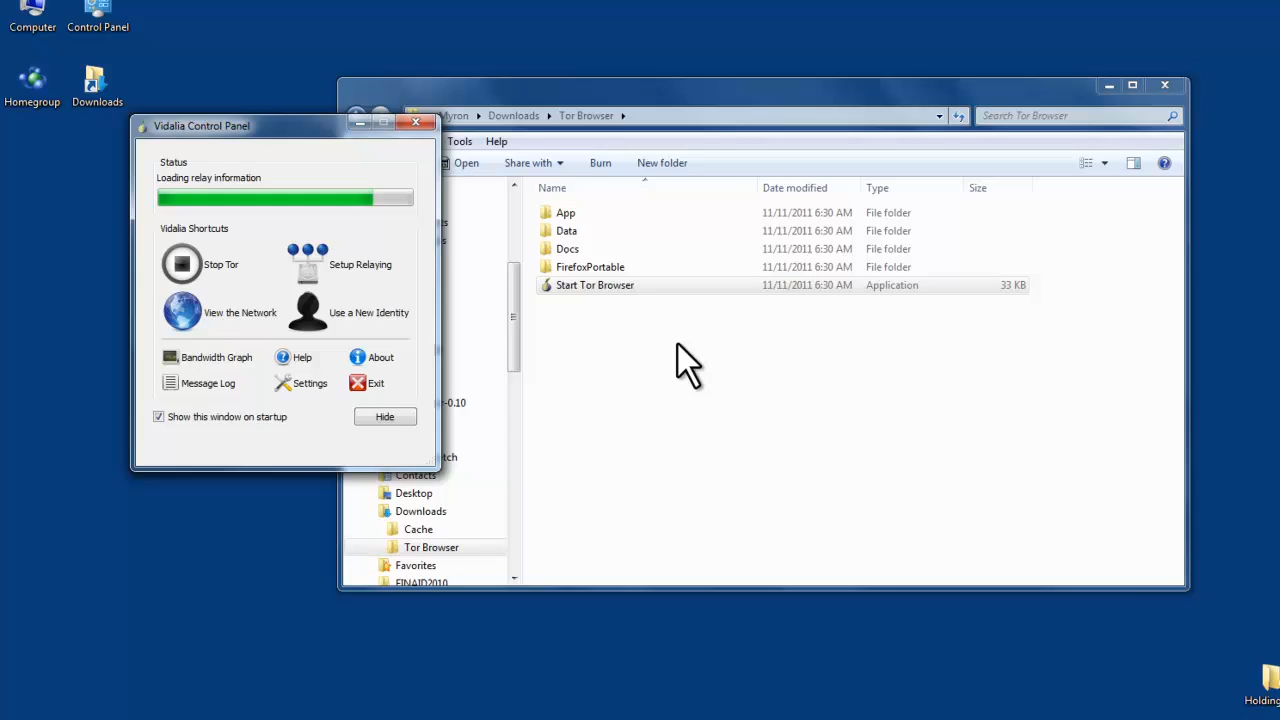 Computer
Control Panel
Homegroup
Downloads
Vidalia Control Panel
Status
Loading relay information
Vidalia Shortcuts
Stop Tor
Setup Relaying
View the Network
Use a New Identity
Bandwidth Graph
Help
About
Message Log
Settings
Exit
Show this window on startup
Hide
Myron
Downloads
Tor Browser
Search Tor Browser
Tools
Help
Open
Share with
Burn
New folder
Name
Date modified
Type
Size
App
11/11/2011 6:30 AM
File folder
Data
11/11/2011 6:30 AM
File folder
Docs
11/11/2011 6:30 AM
File folder
FirefoxPortable
11/11/2011 6:30 AM
File folder
Start Tor Browser
11/11/2011 6:30 AM
Application
33 KB
-0.10
tch
Contacts
Desktop
Downloads
Cache
Tor Browser
Favorites
FINAID2010
Holding